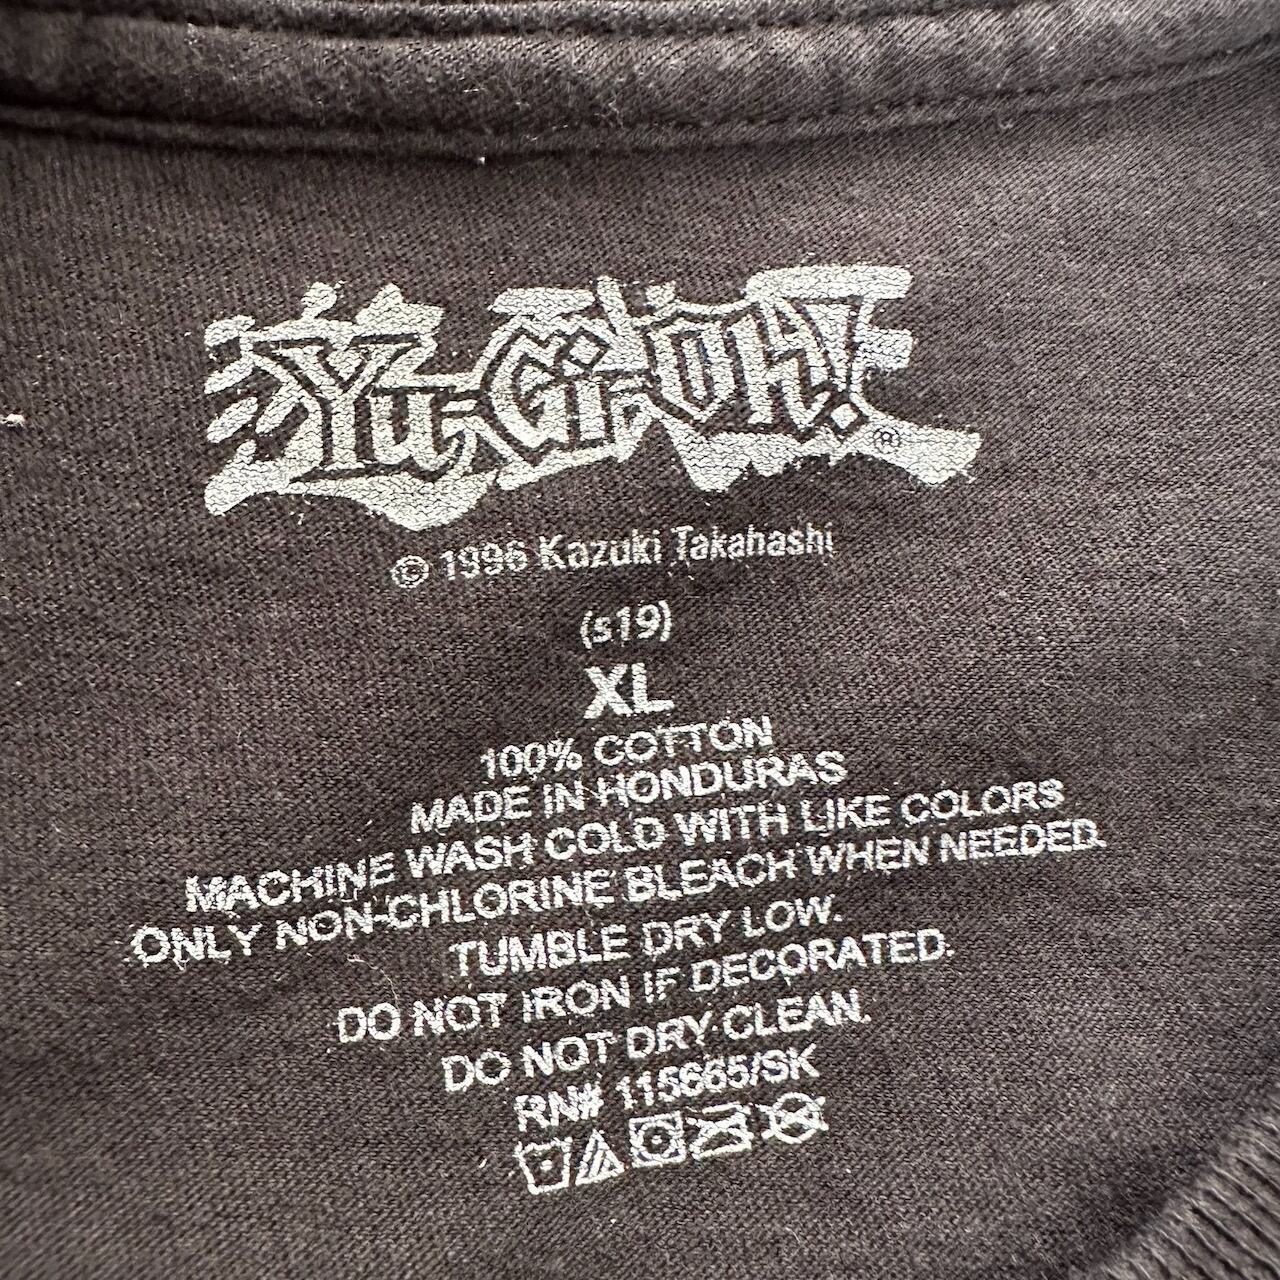 Yu-Gi-Oh!®
© 1996 Kazuki Takahashi
(s19)
XL
100% COTTON
MADE IN HONDURAS
MACHINE WASH COLD WITH LIKE COLORS
ONLY NON-CHLORINE BLEACH WHEN NEEDED.
TUMBLE DRY LOW.
DO NOT IRON IF DECORATED.
DO NOT DRY CLEAN.
RN# 115665/SK